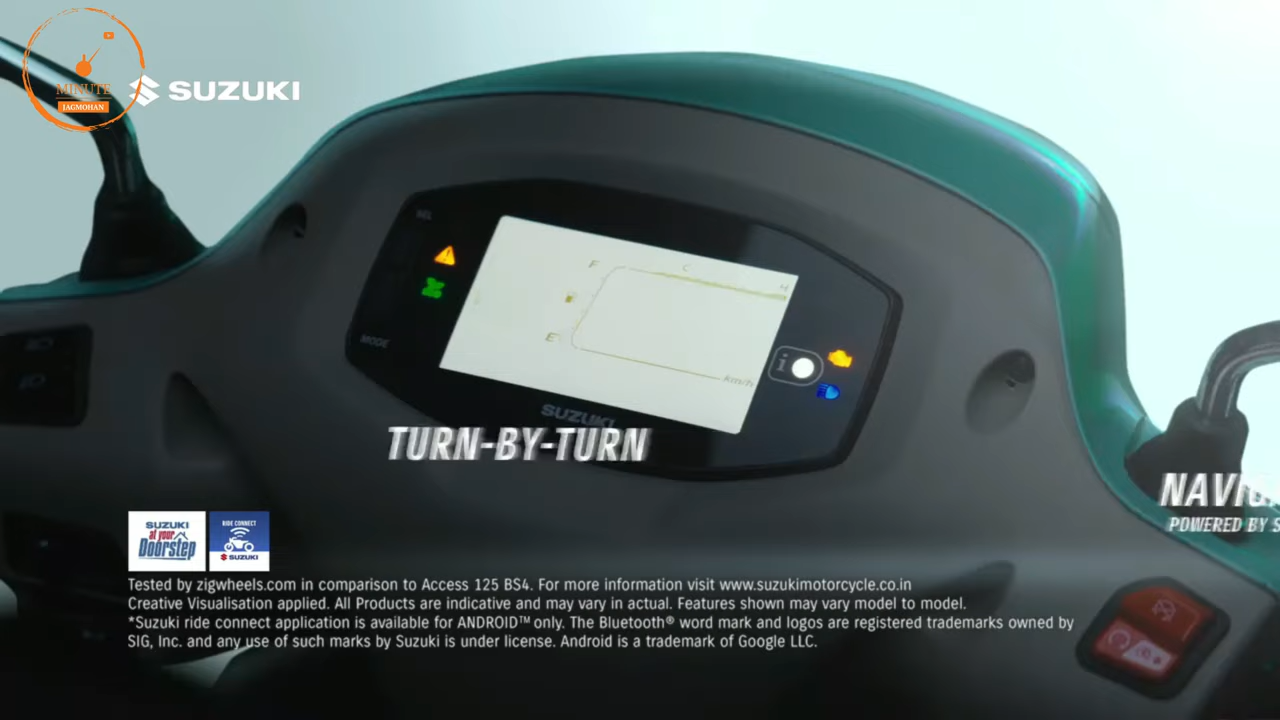 MINUTE
JAGMOHAN
SUZUKI
SEL
F
C
H
E
MODE
km/h
i
SUZUKI
TURN-BY-TURN
POWERED BY S
SUZUKI
at your
Doorstep
RIDE CONNECT
SUZUKI
Tested by zigwheels.com in comparison to Access 125 BS4. For more information visit www.suzukimotorcycle.co.in
Creative Visualisation applied. All Products are indicative and may vary in actual. Features shown may vary model to model.
*Suzuki ride connect application is available for ANDROID™ only. The Bluetooth® word mark and logos are registered trademarks owned by
SIG, Inc. and any use of such marks by Suzuki is under license. Android is a trademark of Google LLC.